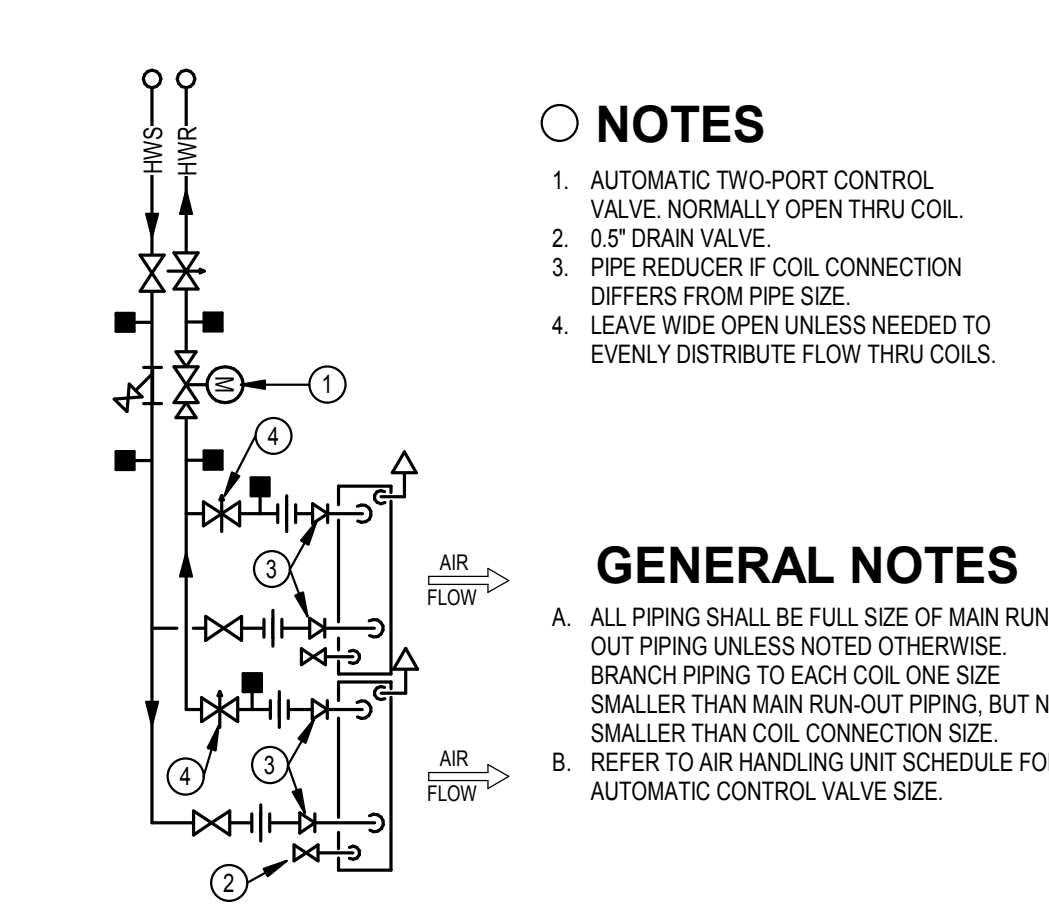 HWS
HWR
M
1
4
3
4
3
2
AIR
FLOW
AIR
FLOW
NOTES
1. AUTOMATIC TWO-PORT CONTROL
VALVE. NORMALLY OPEN THRU COIL.
2. 0.5" DRAIN VALVE.
3. PIPE REDUCER IF COIL CONNECTION
DIFFERS FROM PIPE SIZE.
4. LEAVE WIDE OPEN UNLESS NEEDED TO
EVENLY DISTRIBUTE FLOW THRU COILS.
GENERAL NOTES
A. ALL PIPING SHALL BE FULL SIZE OF MAIN RUN
OUT PIPING UNLESS NOTED OTHERWISE.
BRANCH PIPING TO EACH COIL ONE SIZE
SMALLER THAN MAIN RUN-OUT PIPING, BUT
SMALLER THAN COIL CONNECTION SIZE.
B. REFER TO AIR HANDLING UNIT SCHEDULE
AUTOMATIC CONTROL VALVE SIZE.